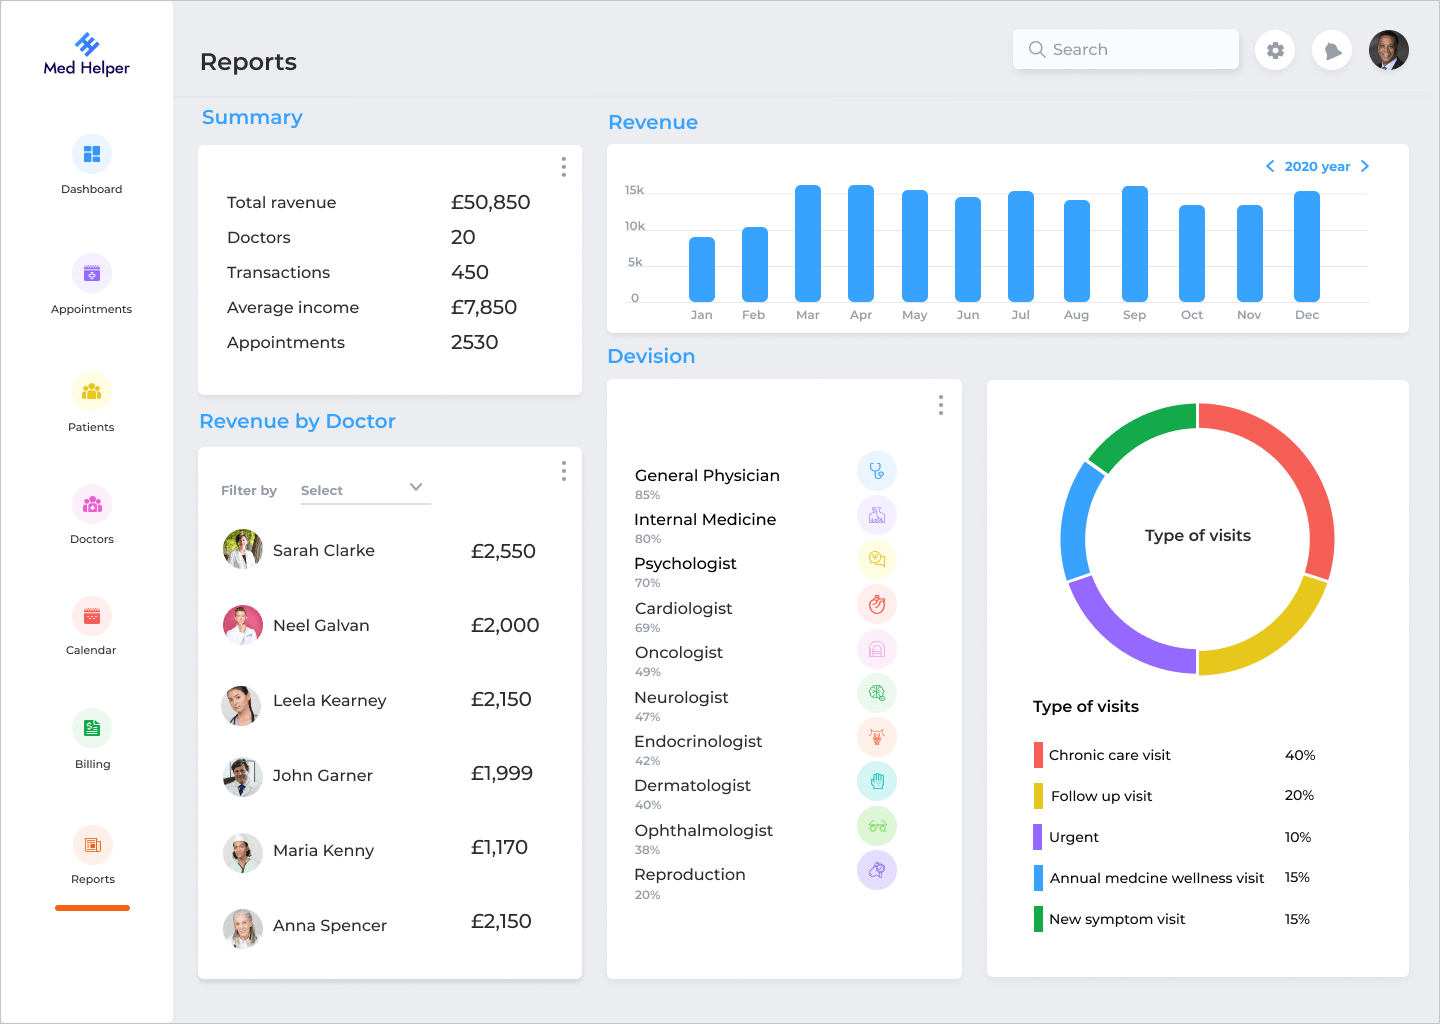 Med Helper
Reports
Search
Dashboard
Appointments
Patients
Doctors
Calendar
Billing
Reports
Summary
Total ravenue £50,850
Doctors 20
Transactions 450
Average income £7,850
Appointments 2530
Revenue by Doctor
Filter by Select
Sarah Clarke £2,550
Neel Galvan £2,000
Leela Kearney £2,150
John Garner £1,999
Maria Kenny £1,170
Anna Spencer £2,150
Revenue
2020 year
15k
10k
5k
0
Jan Feb Mar Apr May Jun Jul Aug Sep Oct Nov Dec
Devision
General Physician
85%
Internal Medicine
80%
Psychologist
70%
Cardiologist
69%
Oncologist
49%
Neurologist
47%
Endocrinologist
42%
Dermatologist
40%
Ophthalmologist
38%
Reproduction
20%
Type of visits
Type of visits
Chronic care visit 40%
Follow up visit 20%
Urgent 10%
Annual medcine wellness visit 15%
New symptom visit 15%